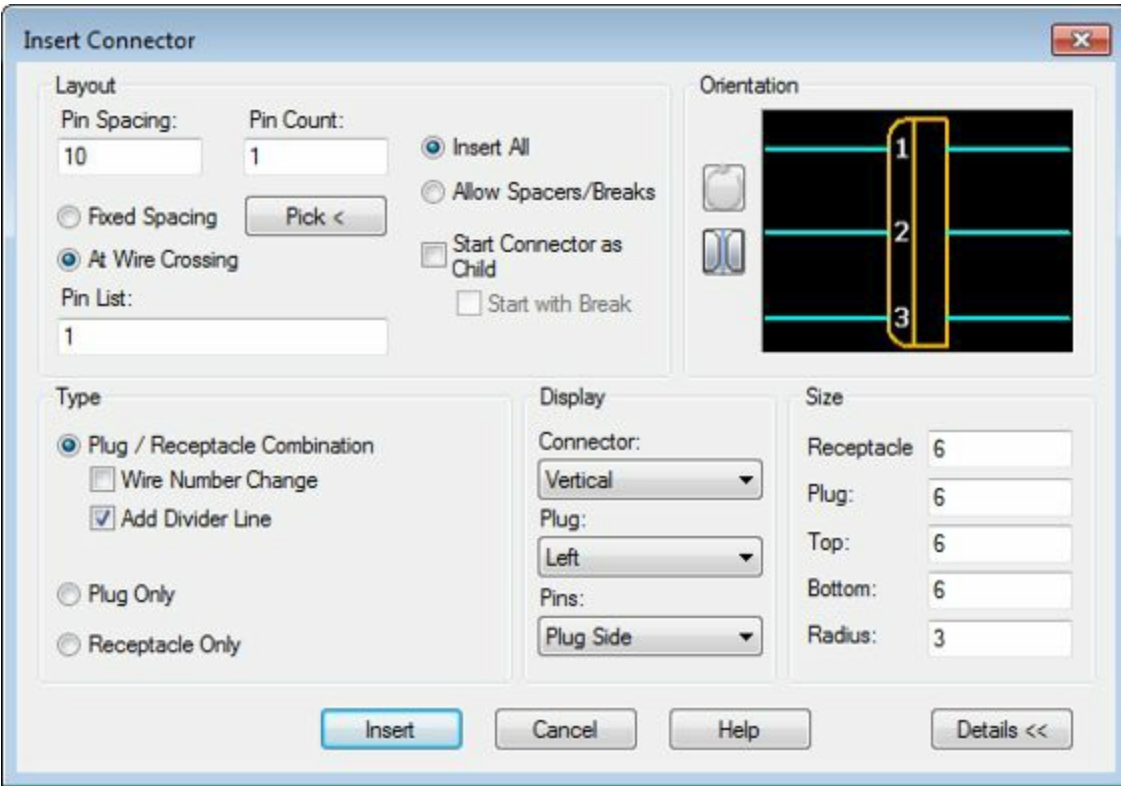 Insert Connector
Layout
Pin Spacing:
Pin Count:
10
1
Fixed Spacing
Pick <
At Wire Crossing
Pin List:
1
Insert All
Allow Spacers/Breaks
Start Connector as
Child
Start with Break
Orientation
1
2
3
Type
Plug / Receptacle Combination
Wire Number Change
Add Divider Line
Plug Only
Receptacle Only
Display
Connector:
Vertical
Plug:
Left
Pins:
Plug Side
Size
Receptacle 6
Plug: 6
Top: 6
Bottom: 6
Radius: 3
Insert
Cancel
Help
Details <<